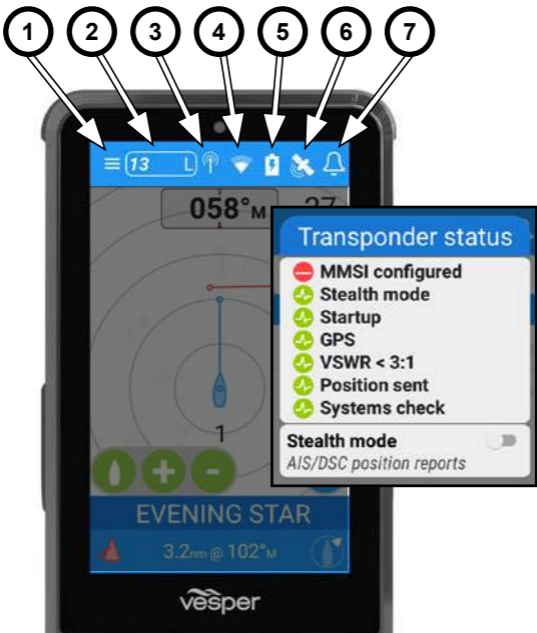 1 2 3 4 5 6 7
13 L
058°M 27
Transponder status
MMSI configured
Stealth mode
Startup
GPS
VSWR < 3:1
Position sent
Systems check
Stealth mode
AIS/DSC position reports
1
EVENING STAR
3.2nm @ 102°M
vesper